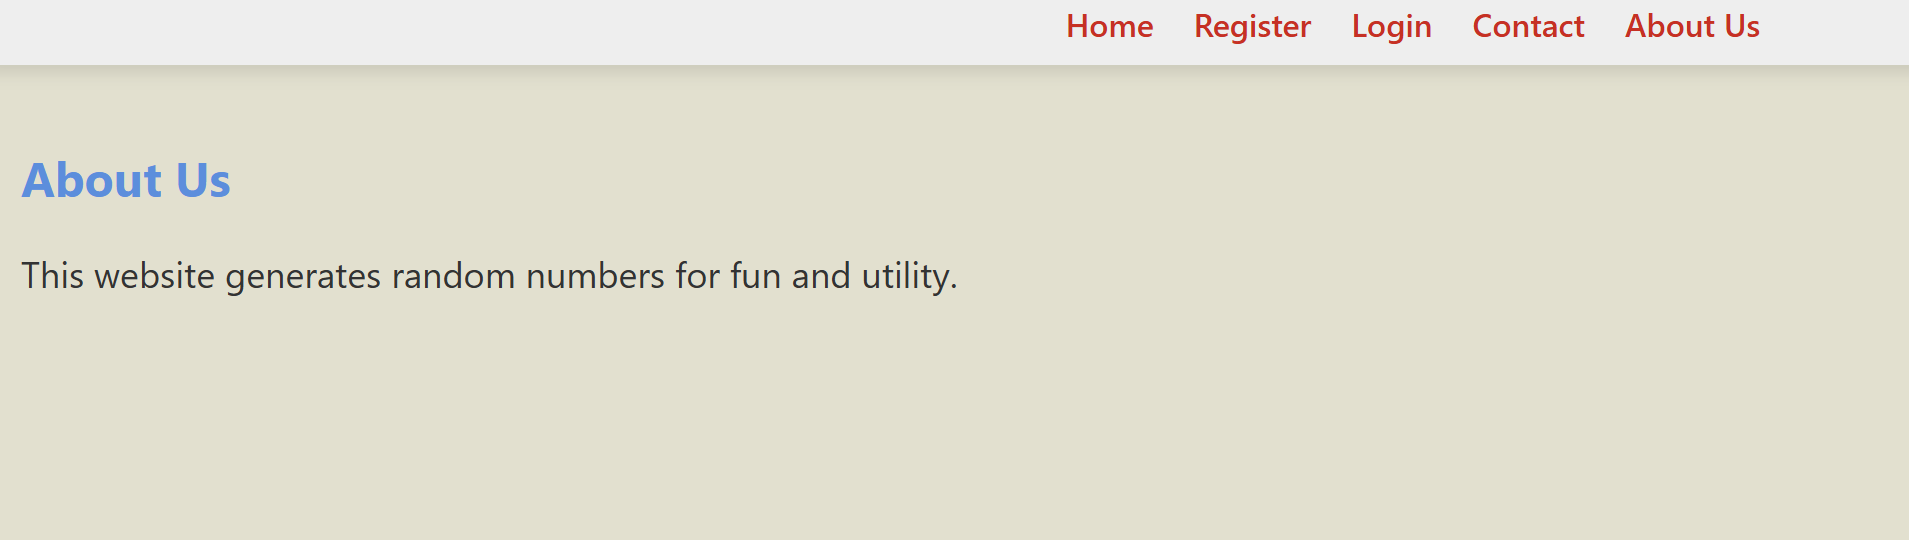 Home Register Login Contact About Us
About Us
This website generates random numbers for fun and utility.